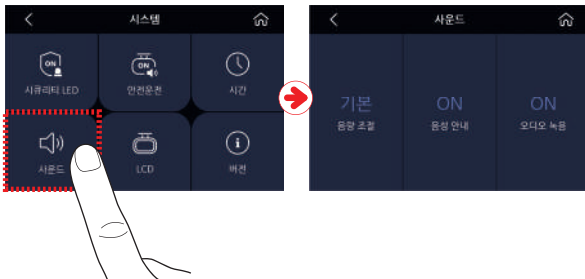 시스템
ON
시큐리티 LED
ON
안전운전
시간
사운드
LCD
버전
사운드
기본
음량 조절
ON
음성 안내
ON
오디오 녹음